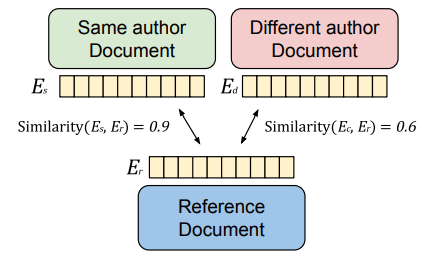 Same author
Document
Different author
Document
Es
Ed
Similarity(Es, Er) = 0.9
Similarity(Ec, Er) = 0.6
Er
Reference
Document